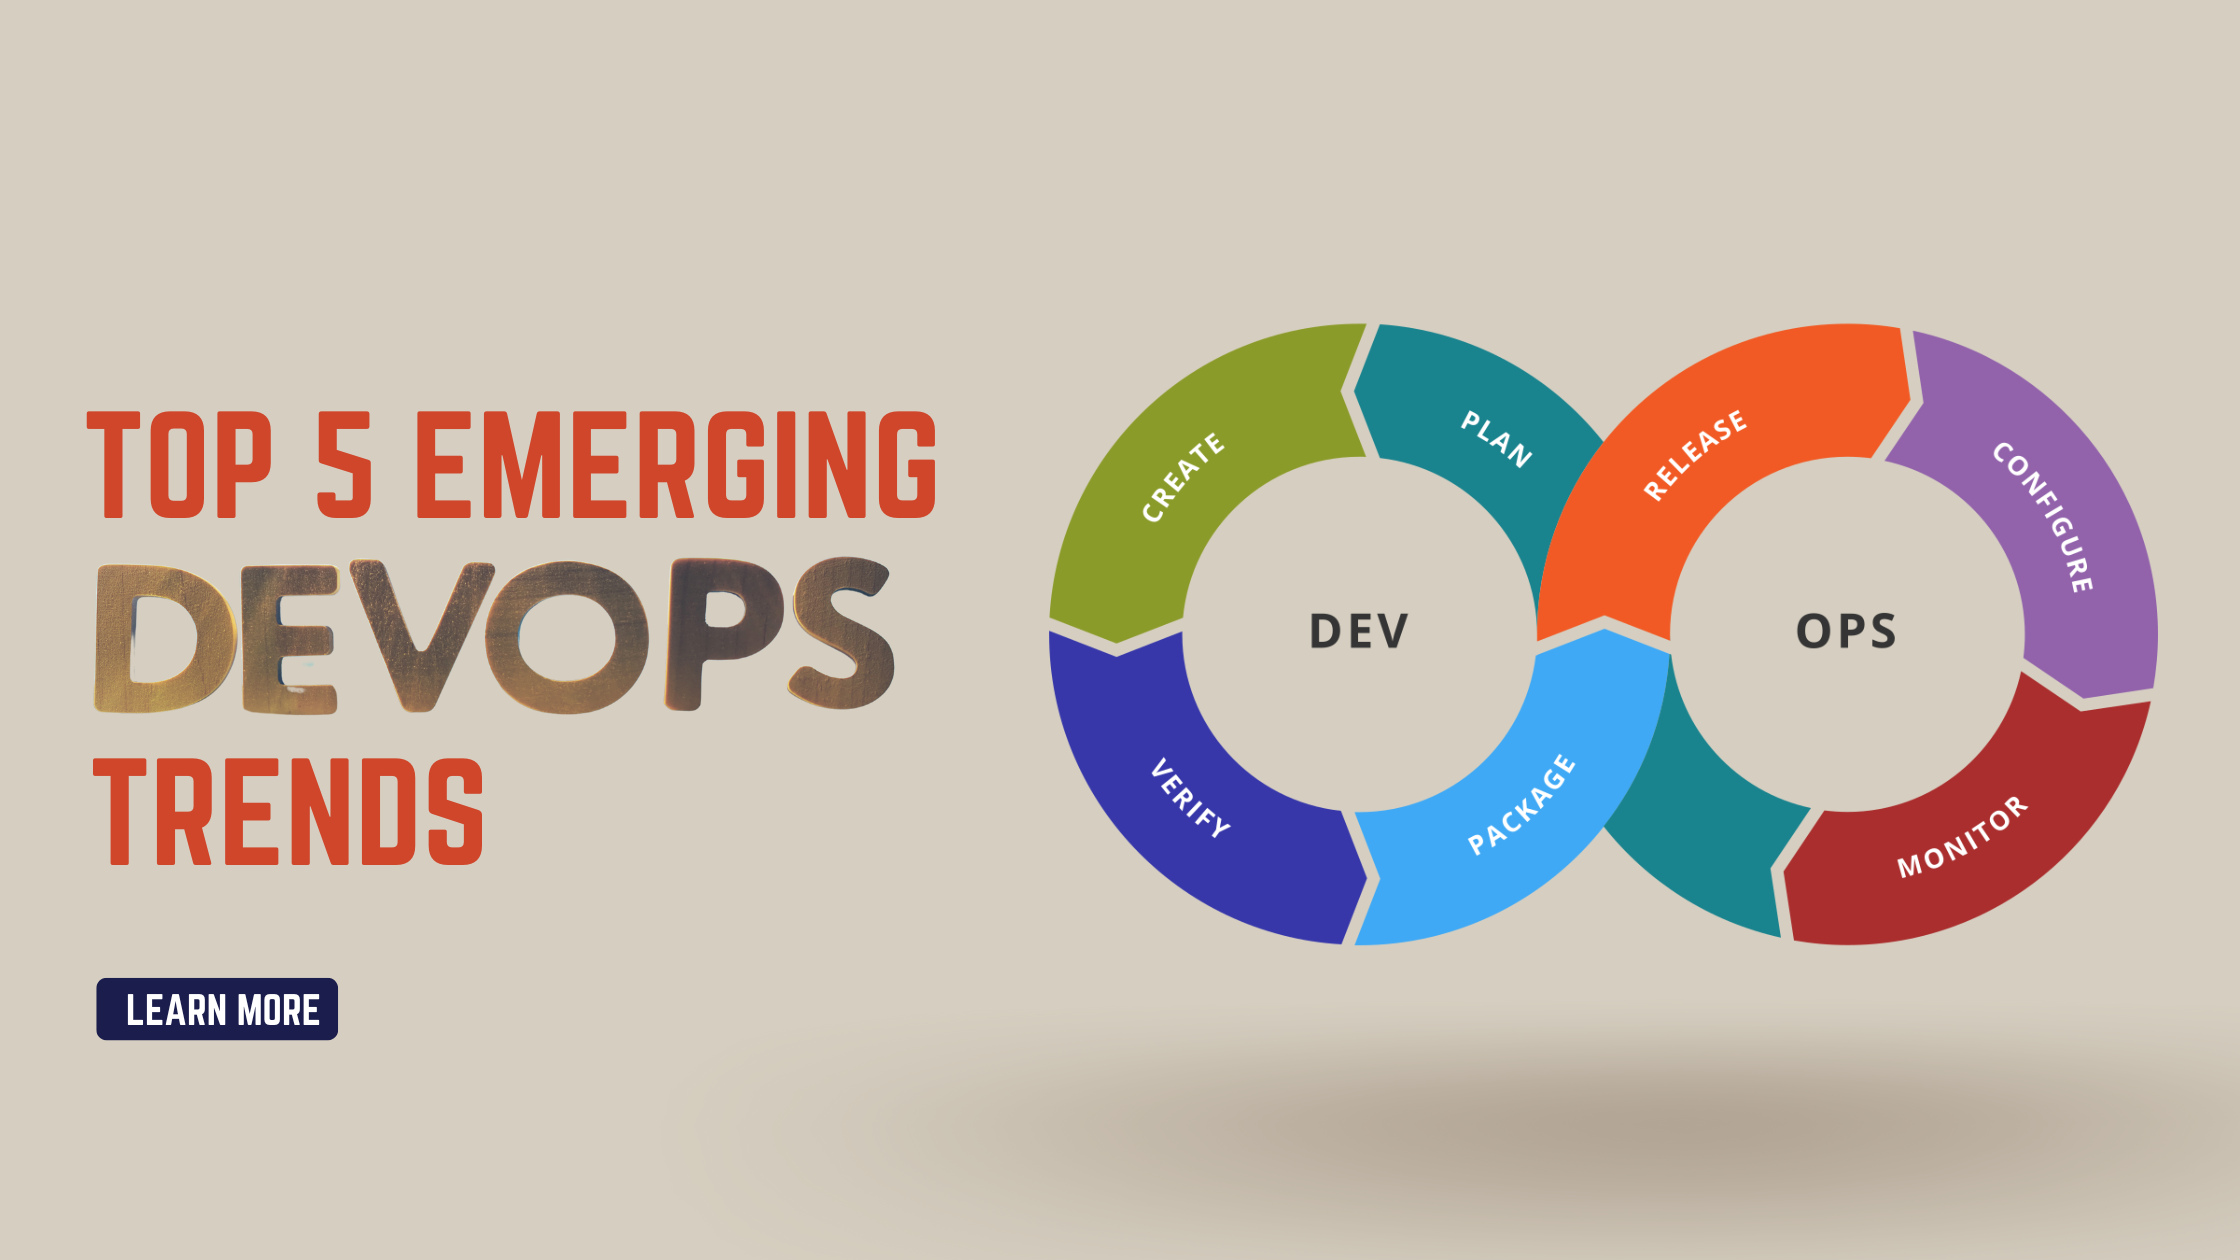 TOP 5 EMERGING
DEVOPS
TRENDS
LEARN MORE
CREATE
PLAN
RELEASE
CONFIGURE
DEV
OPS
VERIFY
PACKAGE
MONITOR